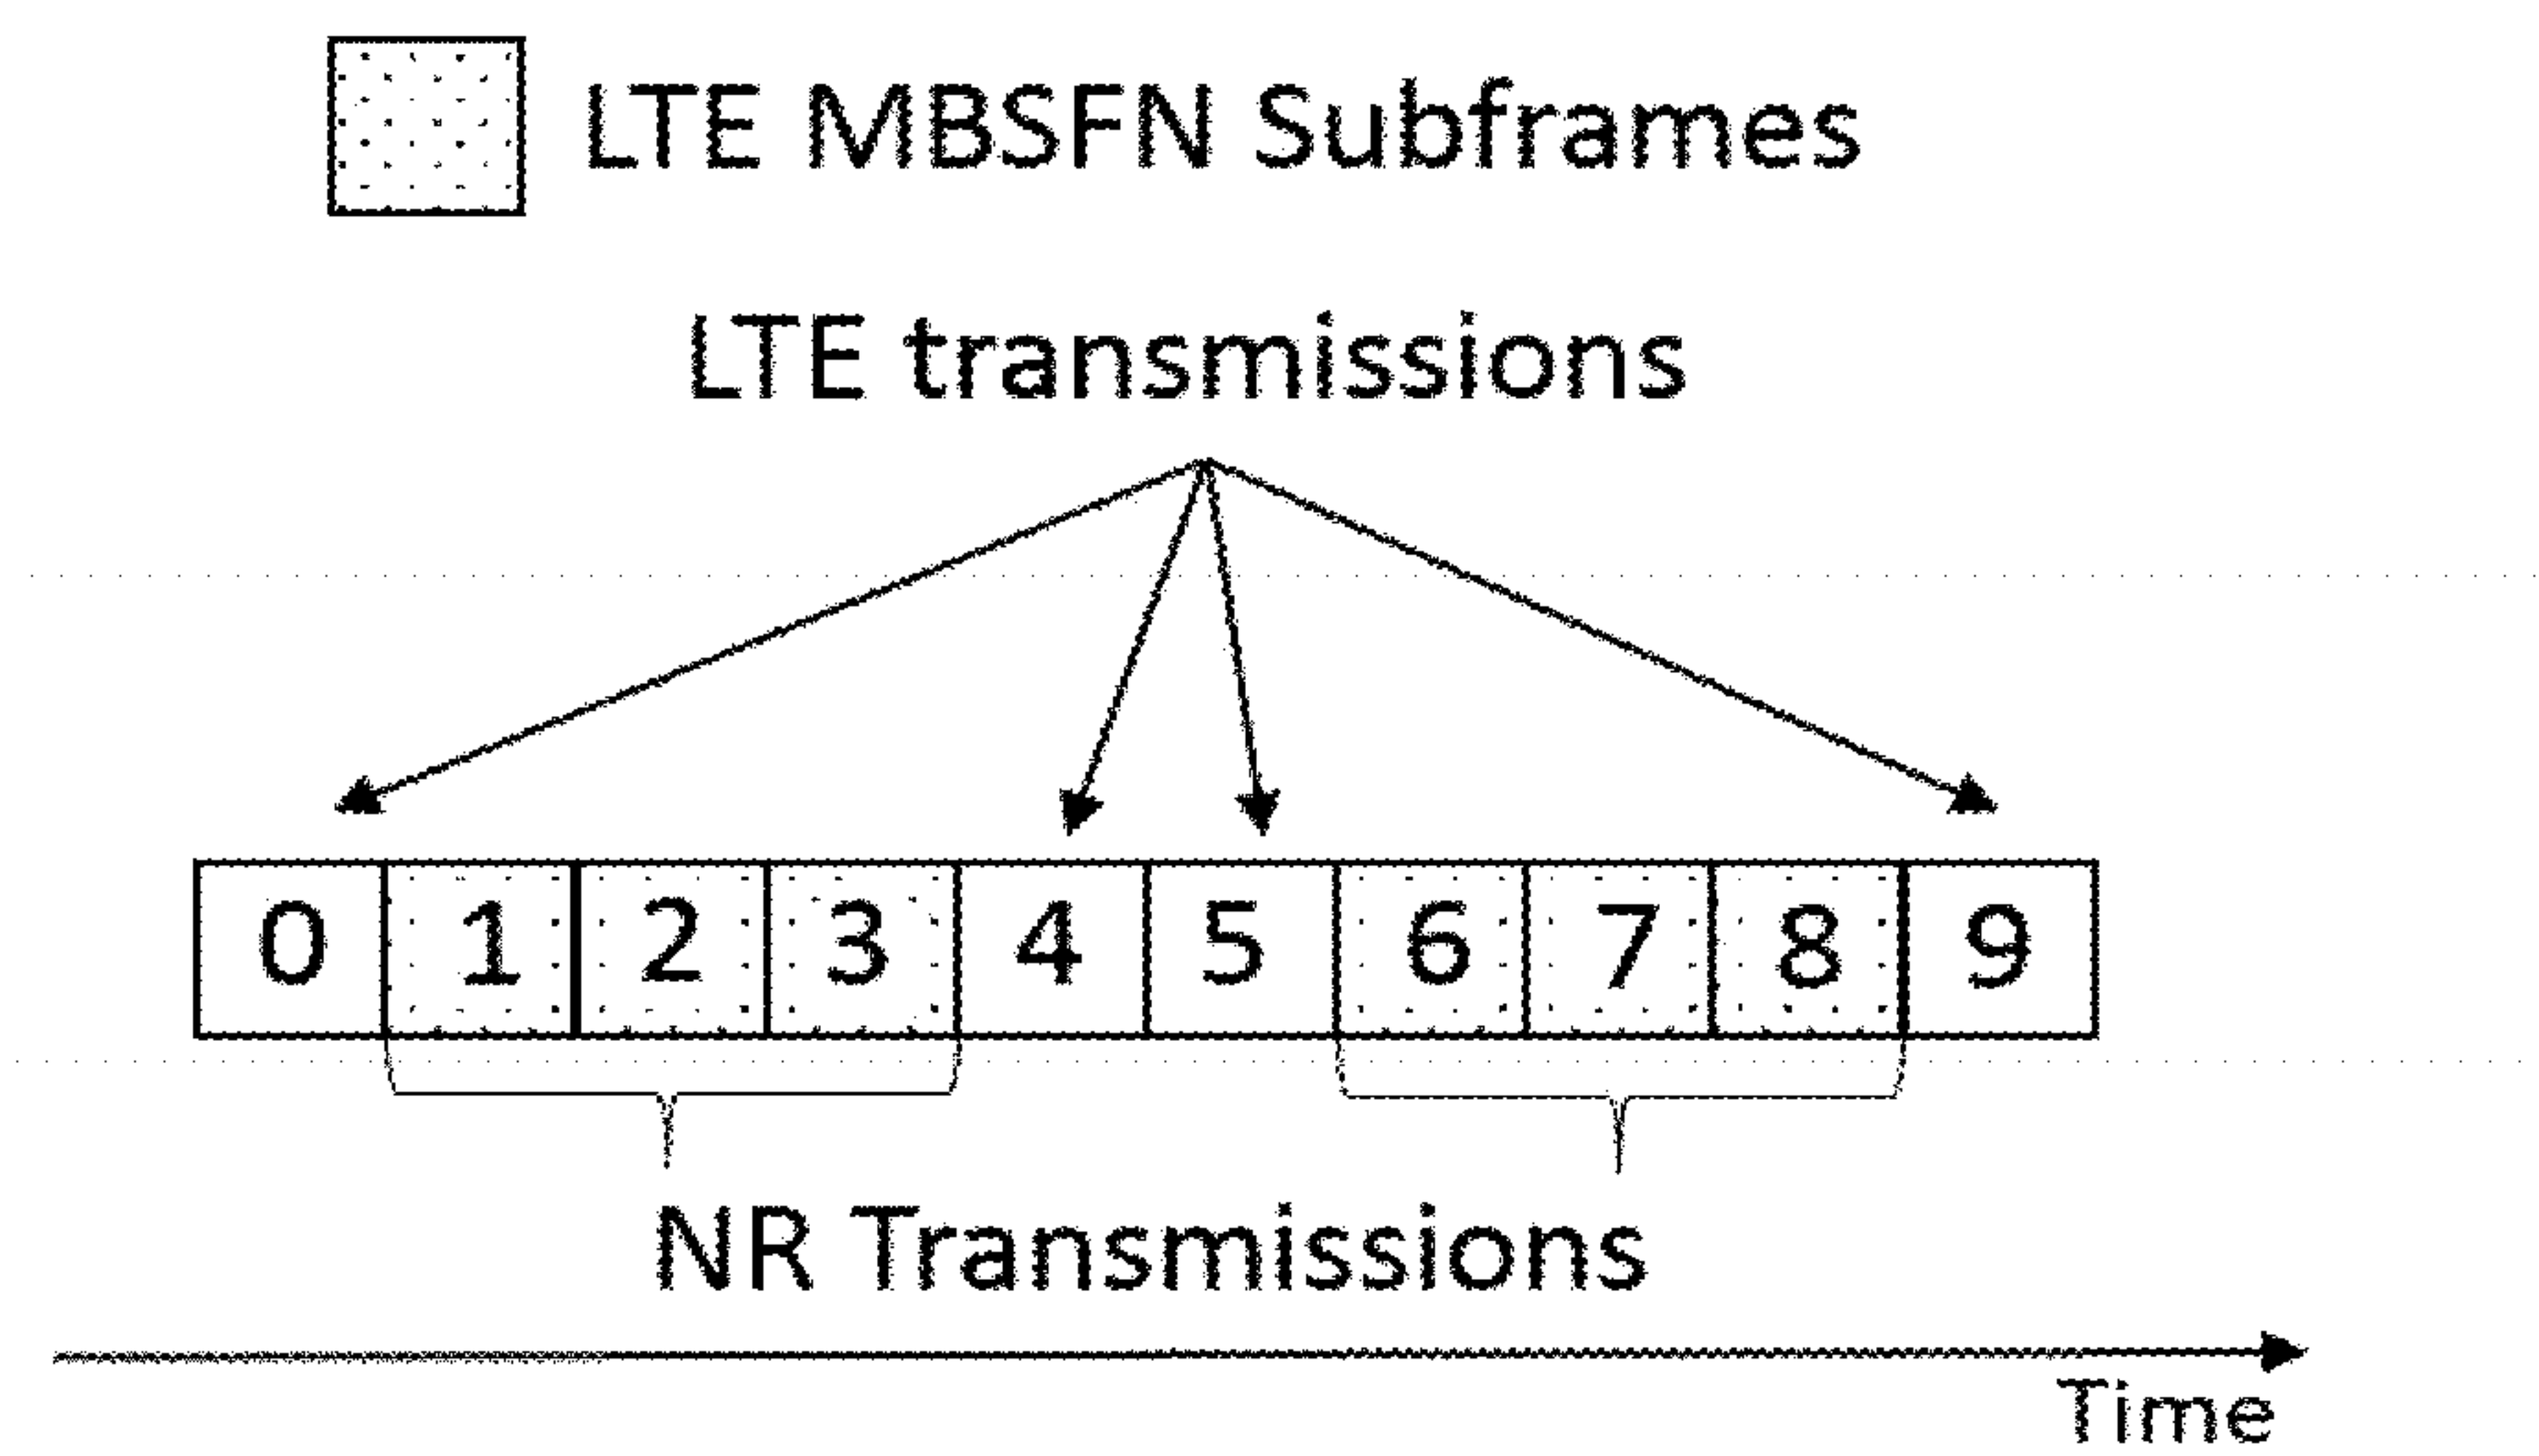 LTE MBSFN Subframes
LTE transmissions
0 1 2 3 4 5 6 7 8 9
NR Transmissions
Time